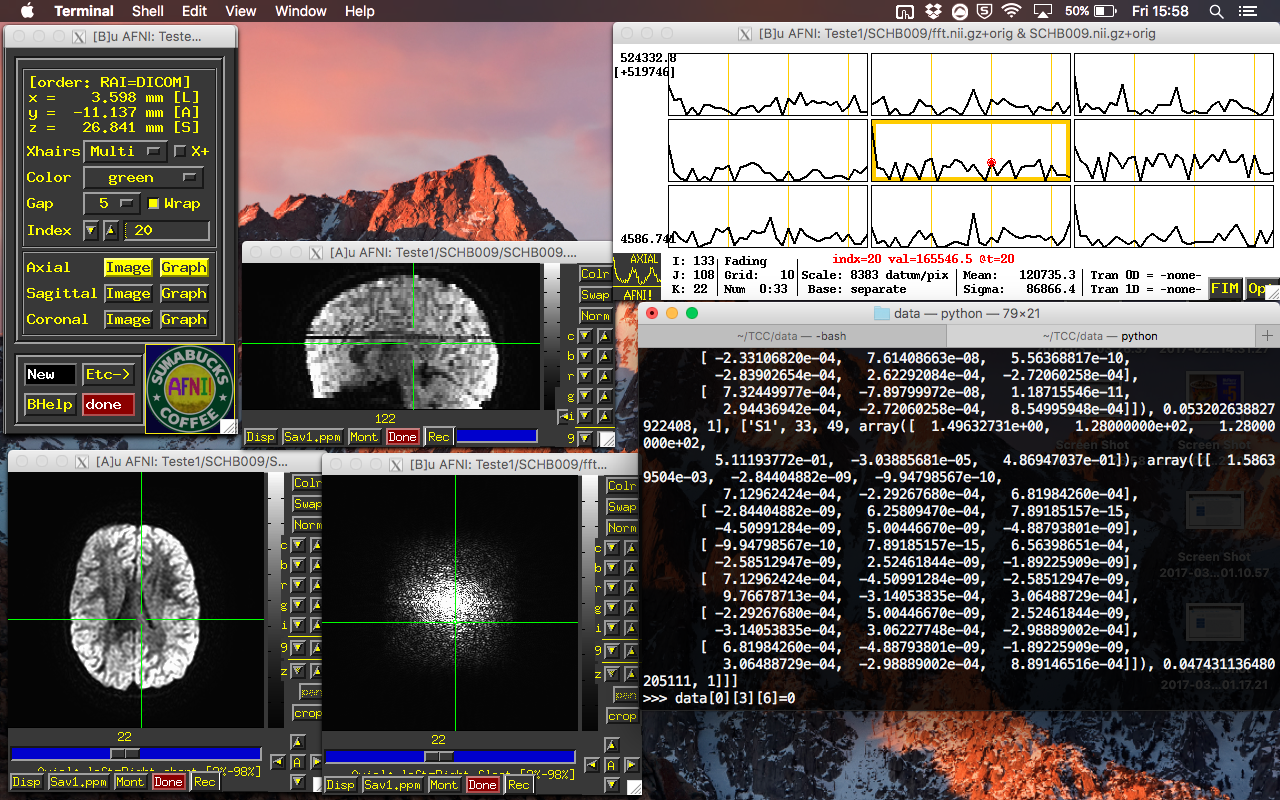 Terminal Shell Edit View Window Help
50% Fri 15:58
[B]u AFNI: Teste...
[order: RAI=DICOM]
x = 3.598 mm [L]
y = -11.137 mm [A]
z = 26.841 mm [S]
Xhairs Multi X+
Color green
Gap 5 Wrap
Index 20
Axial Image Graph
Sagittal Image Graph
Coronal Image Graph
New Etc->
BHelp done
SUMABUCKS
AFNI
COFFEE
[A]u AFNI: Teste1/SCHB009/SCHB009....
Colr
Swap
Norm
c
b
r
g
i
9
122
Disp Sav1.ppm Mont Done Rec
[B]u AFNI: Teste1/SCHB009/fft.nii.gz+orig & SCHB009.nii.gz+orig
524332.8
[+519746]
4586.741
AXIAL
AFNI!
indx=20 val=165546.5 @t=20
I: 133 Fading
J: 108 Grid: 10 Scale: 8383 datum/pix Mean: 120735.3 Tran 0D = -none-
K: 22 Num 0:33 Base: separate Sigma: 86866.4 Tran 1D = -none-
FIM Opt
[A]u AFNI: Teste1/SCHB009/S...
Colr
Swap
Norm
c
b
r
g
i
9
z
pan
crop
22
A
Disp Sav1.ppm Mont Done Rec
[B]u AFNI: Teste1/SCHB009/fft...
Colr
Swap
Norm
c
b
r
g
i
9
z
pan
crop
22
A
Disp Sav1.ppm Mont Done Rec
data — python — 79×21
~/TCC/data — -bash
~/TCC/data — python
[ -2.33106820e-04, 7.61408663e-08, 5.56368817e-10,
-2.83902654e-04, 2.62292084e-04, -2.72060258e-04],
[ 7.32449977e-04, -7.89799972e-08, 1.18715546e-11,
2.94436942e-04, -2.72060258e-04, 8.54995948e-04]]), 0.053202638827
922408, 1], ['S1', 33, 49, array([ 1.49632731e+00, 1.28000000e+02, 1.28000
000e+02,
5.11193772e-01, -3.03885681e-05, 4.86947037e-01]), array([[ 1.5863
9504e-03, -2.84404882e-09, -9.94798567e-10,
7.12962424e-04, -2.29267680e-04, 6.81984260e-04],
[ -2.84404882e-09, 6.25809470e-04, 7.89185157e-15,
-4.50991284e-09, 5.00446670e-09, -4.88793801e-09],
[ -9.94798567e-10, 7.89185157e-15, 6.56398651e-04,
-2.58512947e-09, 2.52461844e-09, -1.89225909e-09],
[ 7.12962424e-04, -4.50991284e-09, -2.58512947e-09,
9.76678713e-04, -3.14053835e-04, 3.06488729e-04],
[ -2.29267680e-04, 5.00446670e-09, 2.52461844e-09,
-3.14053835e-04, 3.06227748e-04, -2.98889002e-04],
[ 6.81984260e-04, -4.88793801e-09, -1.89225909e-09,
3.06488729e-04, -2.98889002e-04, 8.89146516e-04]]), 0.047431136480
205111, 1]]]
>>> data[0][3][6]=0
Screen Shot
Screen Shot
Screen Shot
2017-03...01.10.57
Screen Shot
2017-03...01.17.21